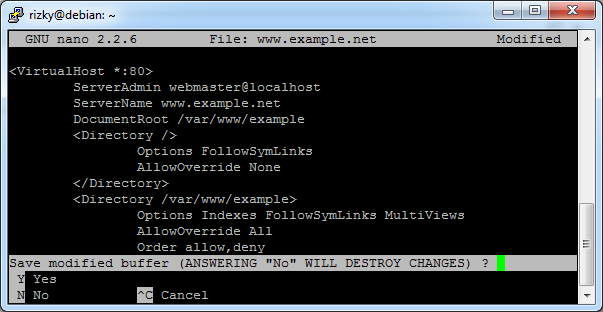 rizky@debian: ~
GNU nano 2.2.6 File: www.example.net Modified
<VirtualHost *:80>
ServerAdmin webmaster@localhost
ServerName www.example.net
DocumentRoot /var/www/example
<Directory />
Options FollowSymLinks
AllowOverride None
</Directory>
<Directory /var/www/example>
Options Indexes FollowSymLinks MultiViews
AllowOverride All
Order allow,deny
Save modified buffer (ANSWERING "No" WILL DESTROY CHANGES) ?
Y Yes
N No ^C Cancel